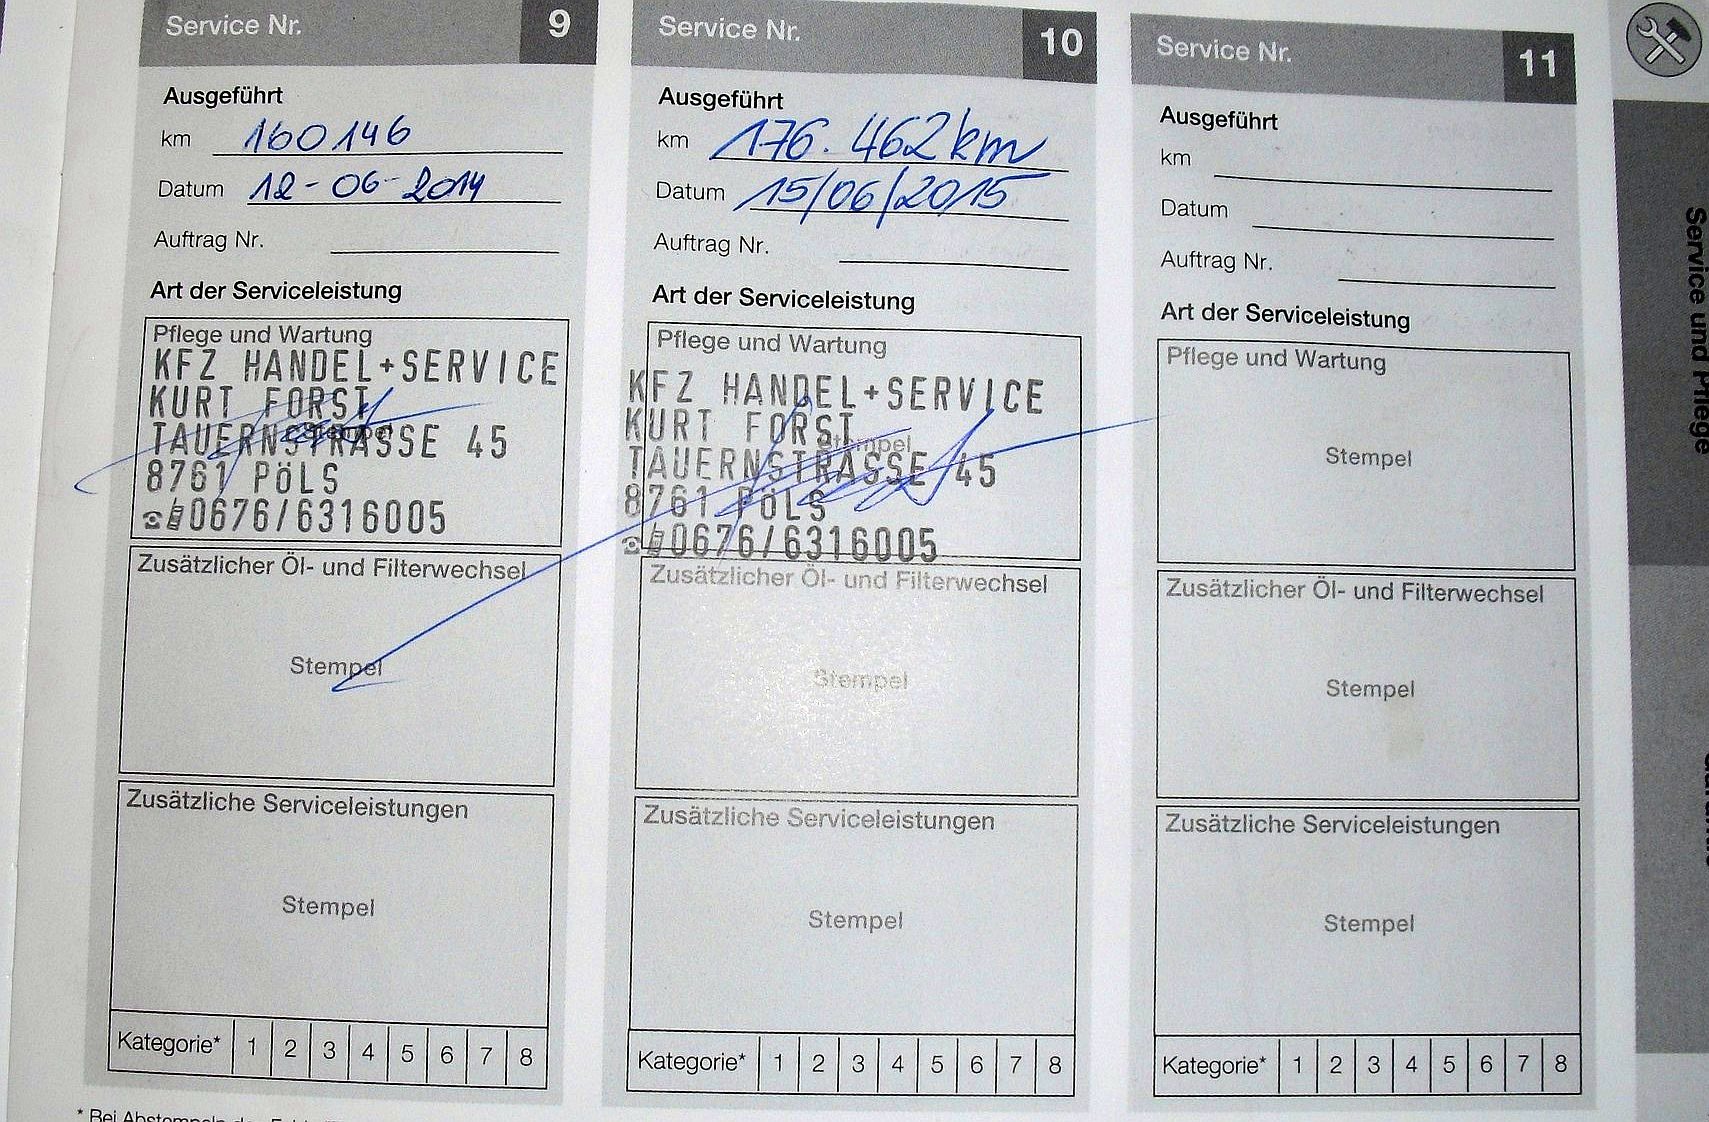 Service Nr. 9
Ausgeführt
km 160146
Datum 12-06-2014
Auftrag Nr.
Art der Serviceleistung
Pflege und Wartung
KFZ HANDEL+SERVICE
KURT FORST
Stempel
TAUERNSTRASSE 45
8761 PÖLS
0676/6316005
Zusätzlicher Öl- und Filterwechsel
Stempel
Zusätzliche Serviceleistungen
Stempel
Kategorie* 1 2 3 4 5 6 7 8
* Bei Abstempeln
Service Nr. 10
Ausgeführt
km 176.462 km
Datum 15/06/2015
Auftrag Nr.
Art der Serviceleistung
Pflege und Wartung
KFZ HANDEL+SERVICE
KURT FORST
Stempel
TAUERNSTRASSE 45
8761 PÖLS
0676/6316005
Zusätzlicher Öl- und Filterwechsel
Stempel
Zusätzliche Serviceleistungen
Stempel
Kategorie* 1 2 3 4 5 6 7 8
Service Nr. 11
Ausgeführt
km
Datum
Auftrag Nr.
Art der Serviceleistung
Pflege und Wartung
Stempel
Zusätzlicher Öl- und Filterwechsel
Stempel
Zusätzliche Serviceleistungen
Stempel
Kategorie* 1 2 3 4 5 6 7 8
Service und Pflege